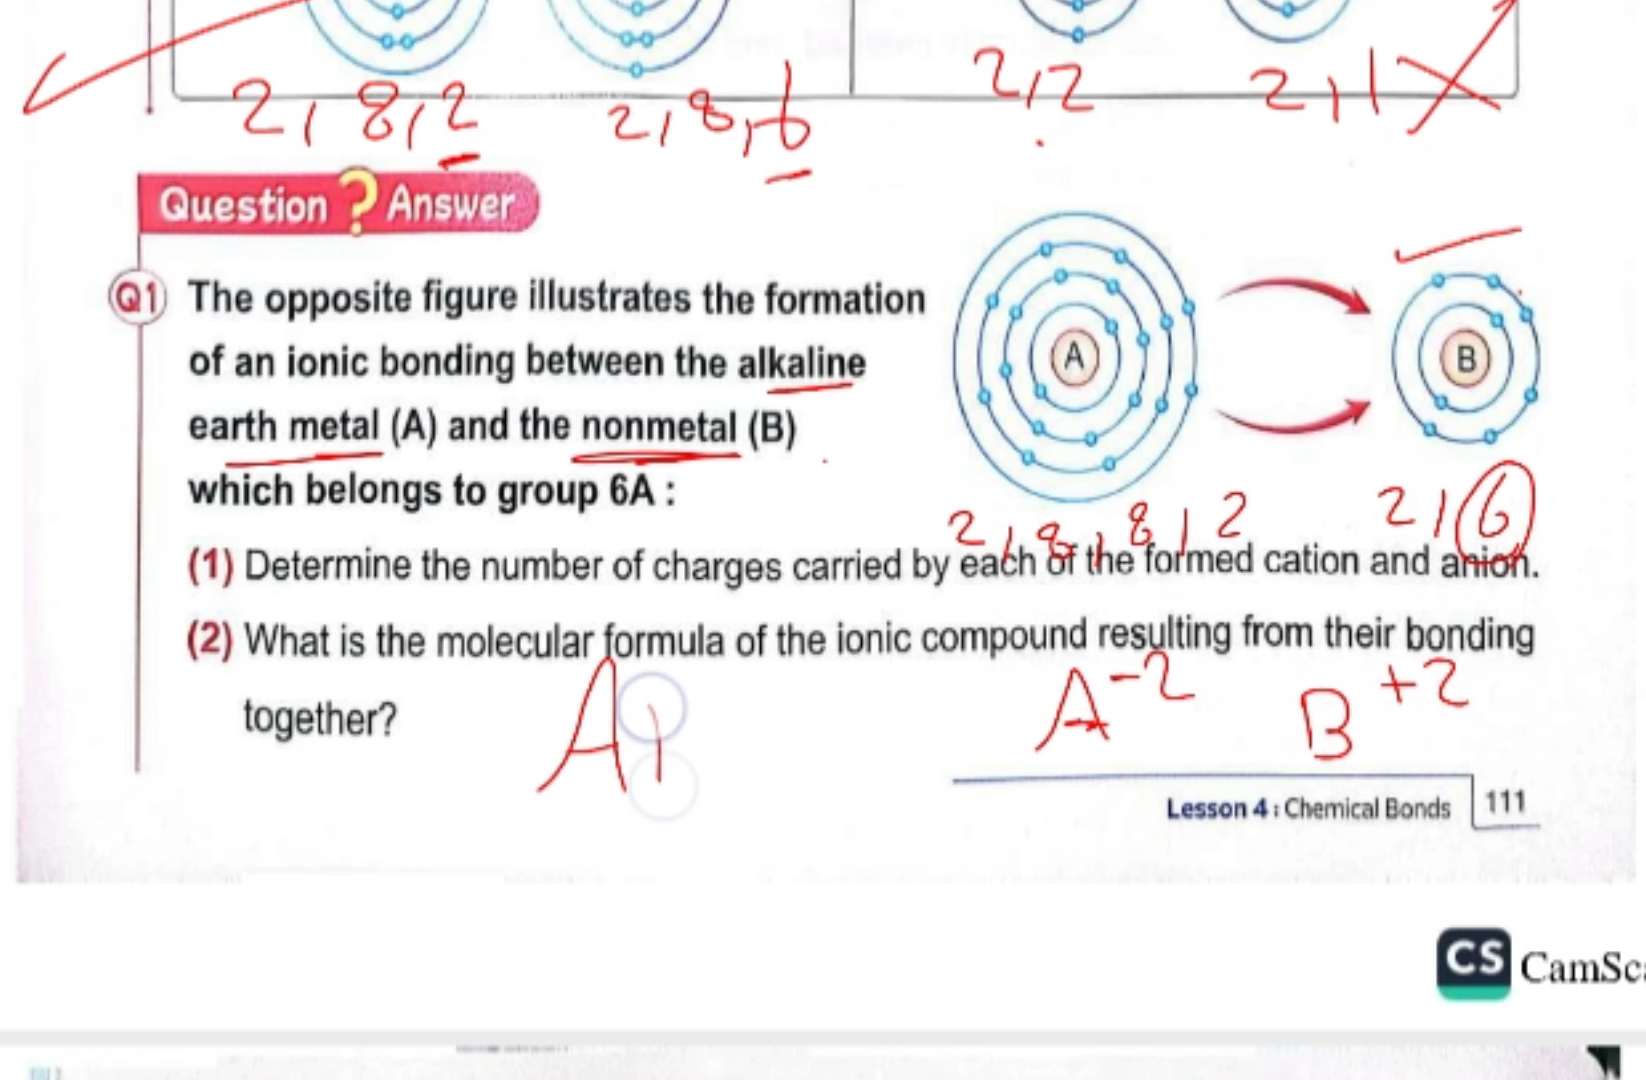 2, 8, 2
2, 8, 6
2, 2
2, 1
Question ? Answer
Q1 The opposite figure illustrates the formation
of an ionic bonding between the alkaline
earth metal (A) and the nonmetal (B)
which belongs to group 6A :
A
B
2, 8, 8, 2
2, 6
(1) Determine the number of charges carried by each of the formed cation and anion.
(2) What is the molecular formula of the ionic compound resulting from their bonding
together?
A
A-2
B+2
Lesson 4 : Chemical Bonds 111
CS